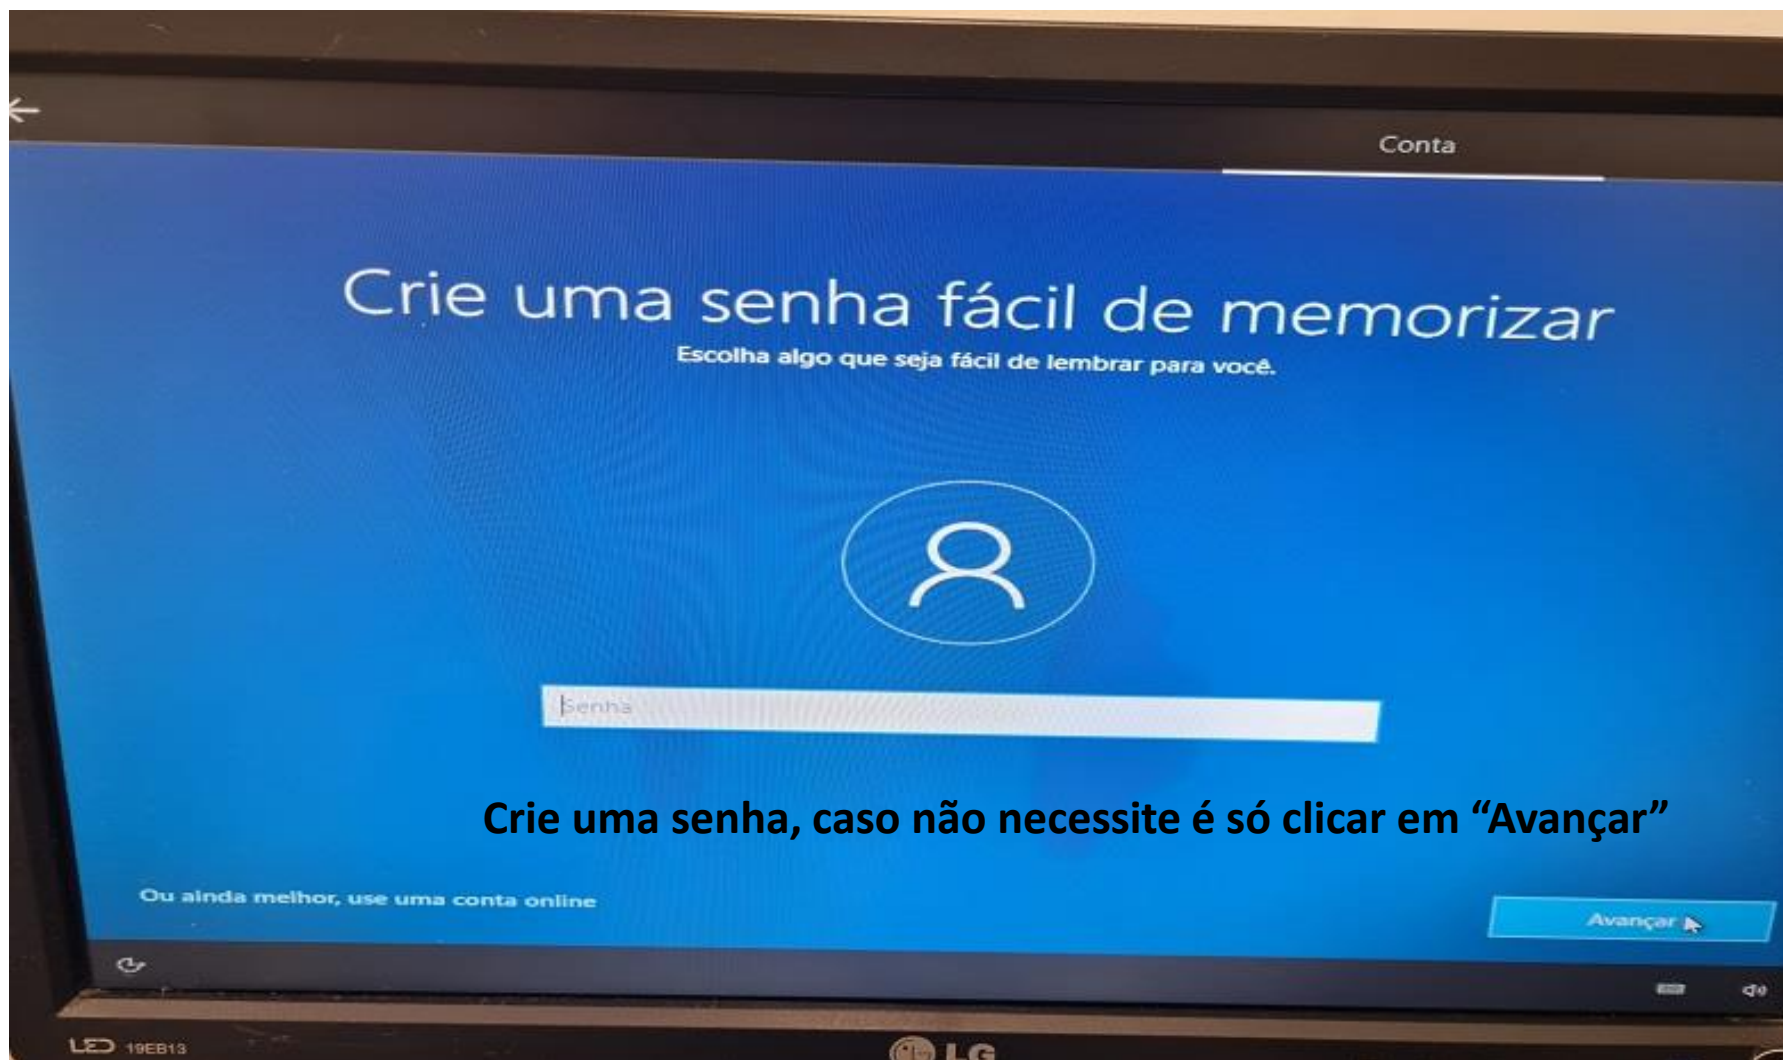 Conta
Crie uma senha fácil de memorizar
Escolha algo que seja fácil de lembrar para você.
Senha
Crie uma senha, caso não necessite é só clicar em “Avançar”
Ou ainda melhor, use uma conta online
Avançar
LED 19EB13
LG